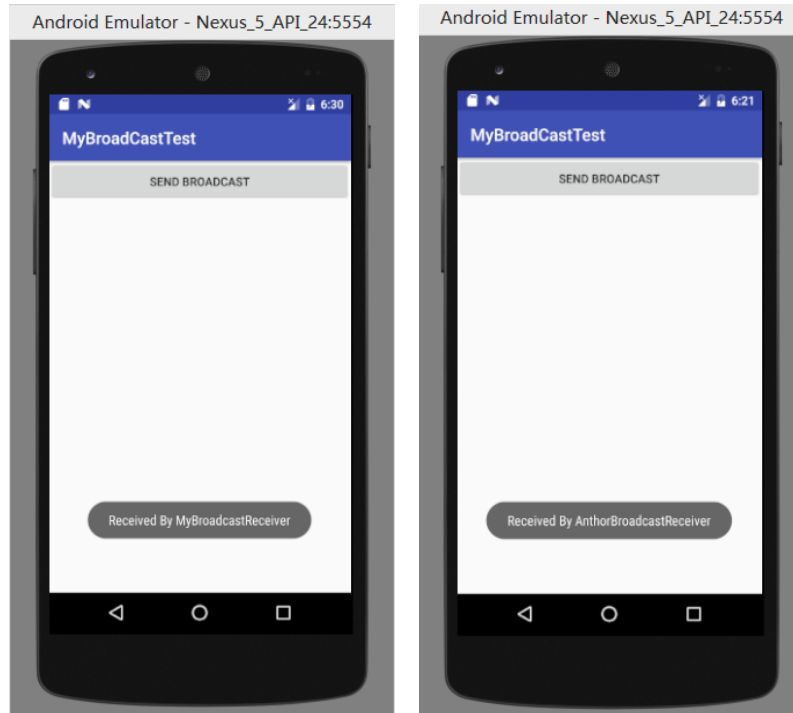 Android Emulator - Nexus_5_API_24:5554
6:30
MyBroadCastTest
SEND BROADCAST
Received By MyBroadcastReceiver
Android Emulator - Nexus_5_API_24:5554
6:21
MyBroadCastTest
SEND BROADCAST
Received By AnthorBroadcastReceiver